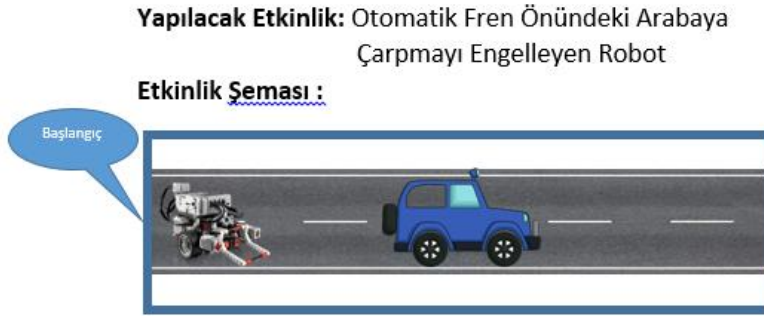 Yapılacak Etkinlik: Otomatik Fren Önündeki Arabaya
Çarpmayı Engelleyen Robot
Etkinlik Şeması :
Başlangıç